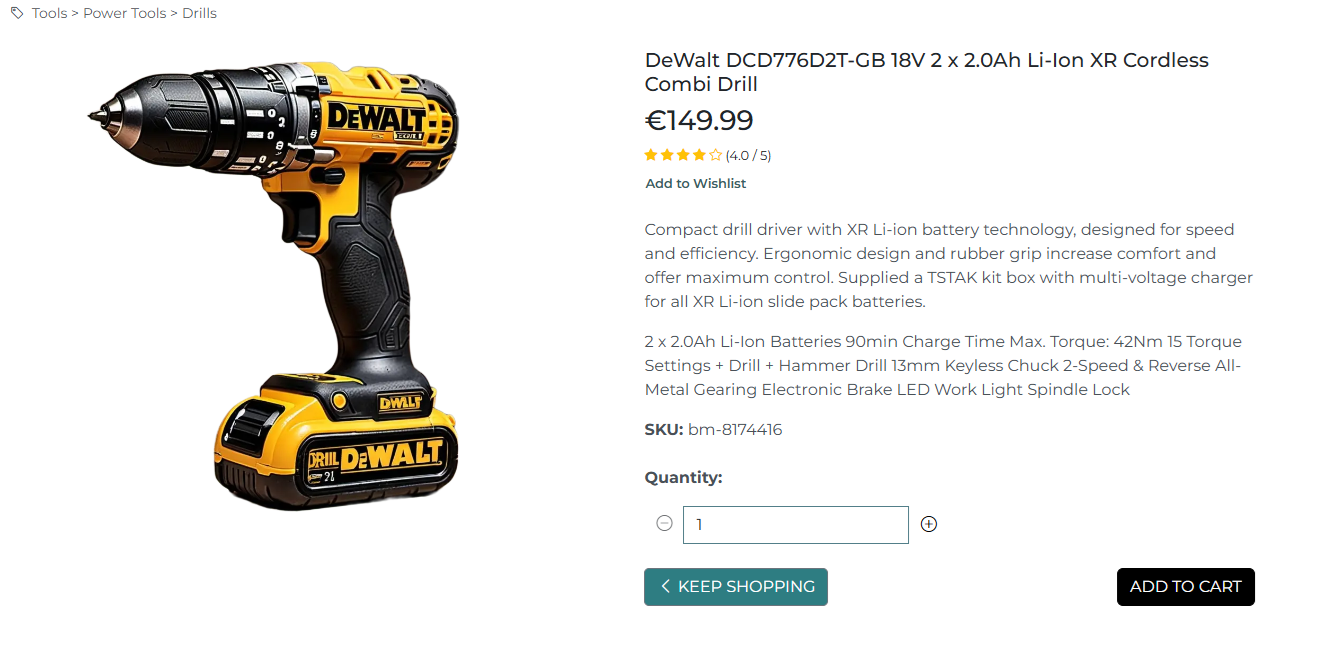 Tools > Power Tools > Drills
DeWALT
DeWalt DCD776D2T-GB 18V 2 x 2.0Ah Li-Ion XR Cordless
Combi Drill
€149.99
(4.0 / 5)
Add to Wishlist
Compact drill driver with XR Li-ion battery technology, designed for speed
and efficiency. Ergonomic design and rubber grip increase comfort and
offer maximum control. Supplied a TSTAK kit box with multi-voltage charger
for all XR Li-ion slide pack batteries.
2 x 2.0Ah Li-Ion Batteries 90min Charge Time Max. Torque: 42Nm 15 Torque
Settings + Drill + Hammer Drill 13mm Keyless Chuck 2-Speed & Reverse All-
Metal Gearing Electronic Brake LED Work Light Spindle Lock
DWALLT
DRIIL DeWALT
SKU: bm-8174416
Quantity:
1
KEEP SHOPPING
ADD TO CART